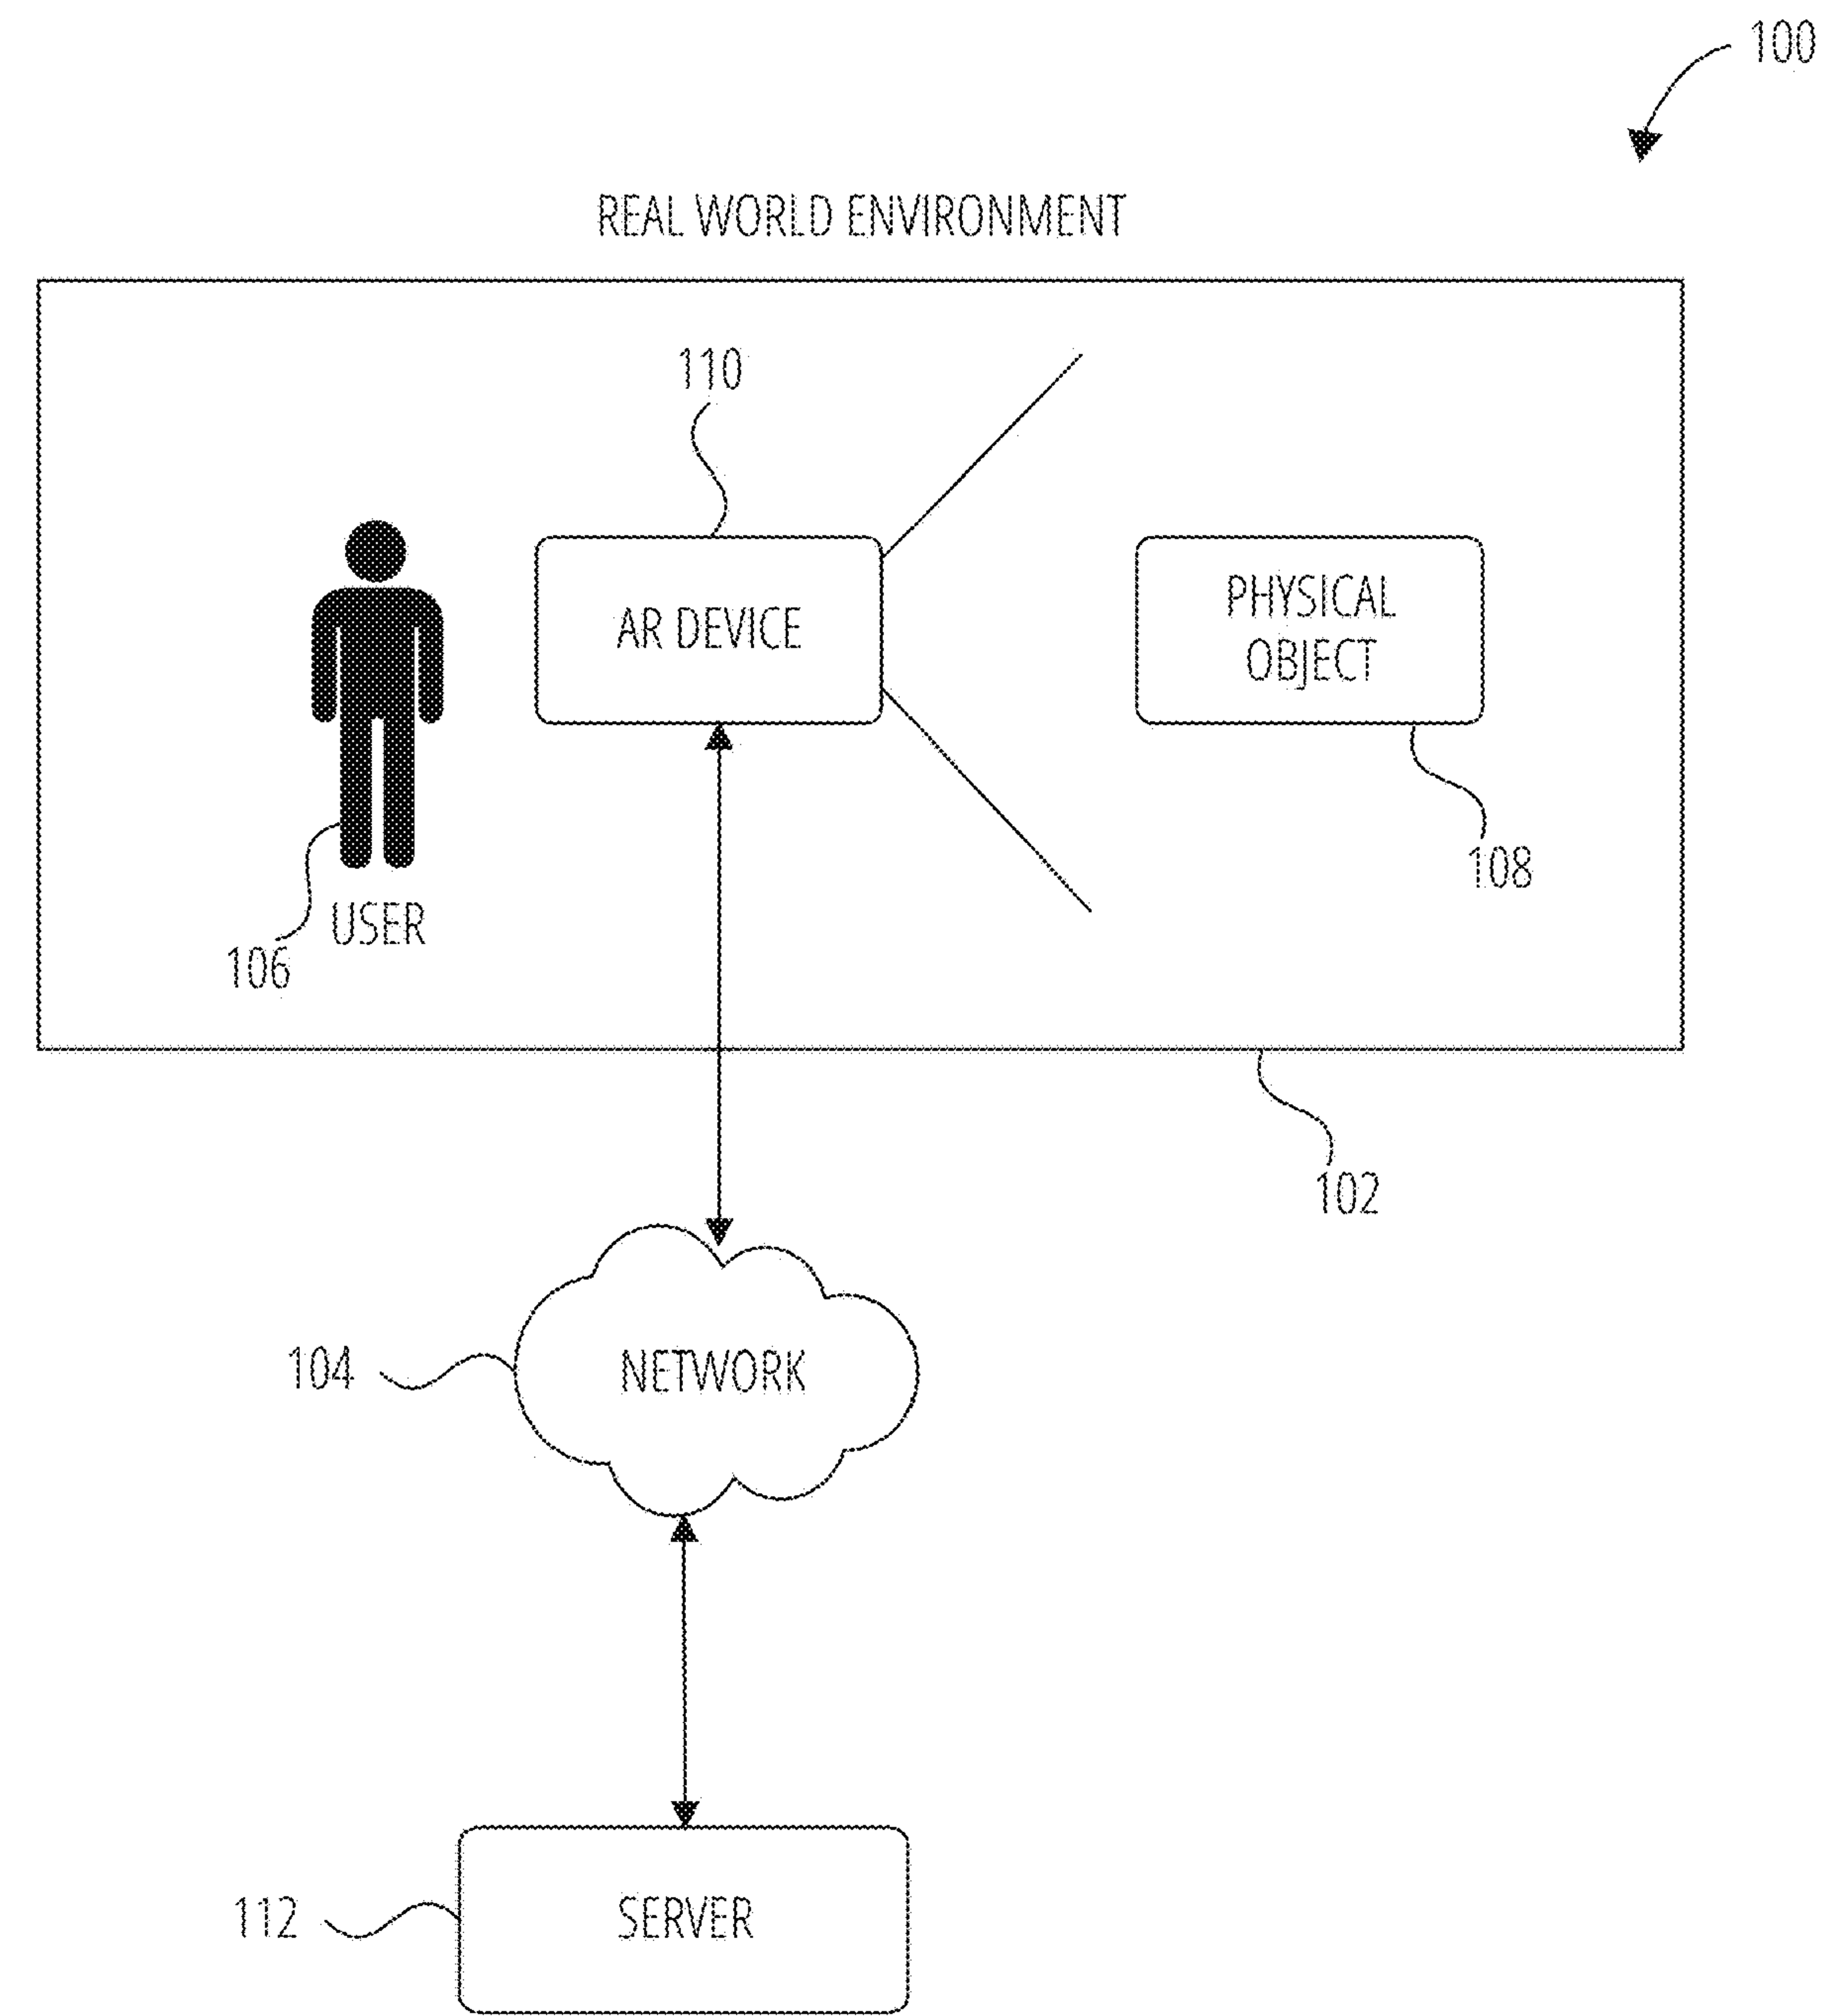 100
REAL WORLD ENVIRONMENT
110
AR DEVICE
PHYSICAL
OBJECT
108
USER
106
102
104
NETWORK
112
SERVER